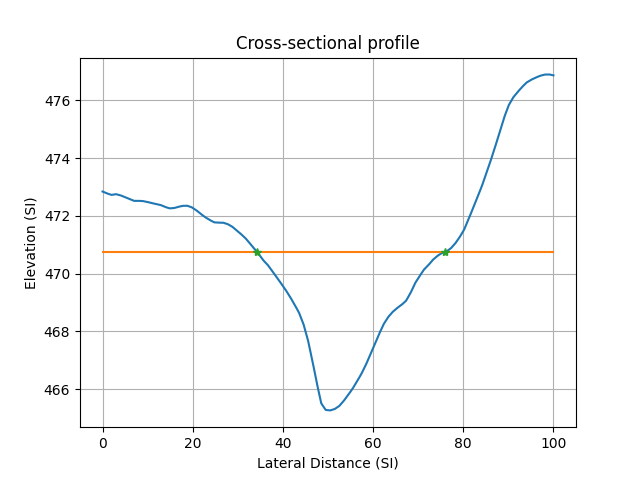 Cross-sectional profile
Elevation (SI)
476
474
472
470
468
466
0 20 40 60 80 100
Lateral Distance (SI)